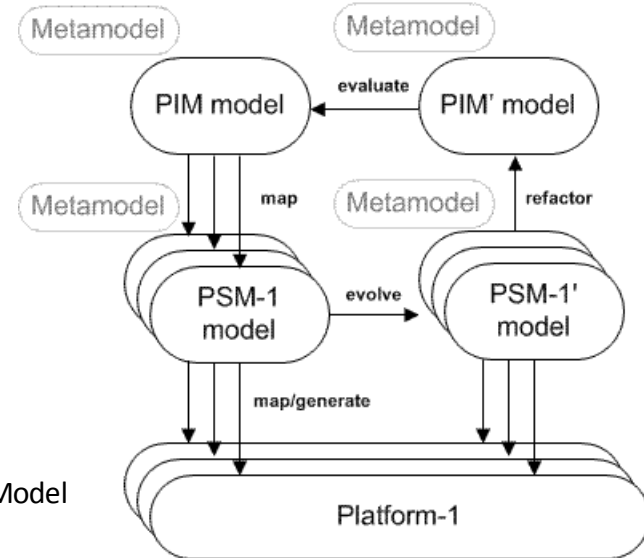 Metamodel
Metamodel
PIM model
evaluate
PIM' model
map
Metamodel
Metamodel
refactor
PSM-1
model
evolve
PSM-1'
model
map/generate
Model
Platform-1